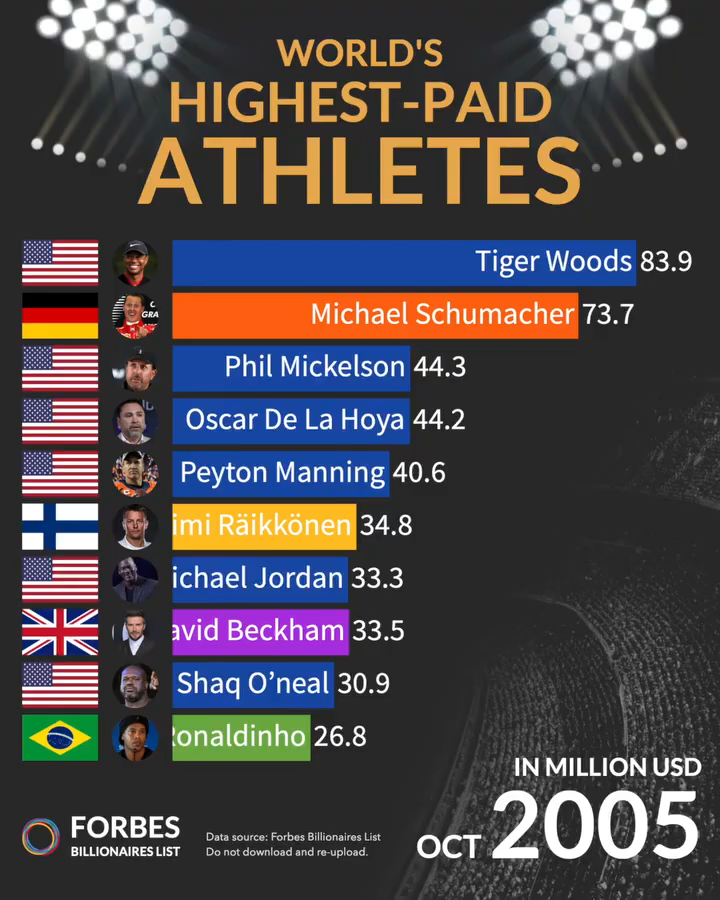 WORLD'S
HIGHEST-PAID
ATHLETES
Tiger Woods 83.9
Michael Schumacher 73.7
Phil Mickelson 44.3
Oscar De La Hoya 44.2
Peyton Manning 40.6
imi Räikkönen 34.8
ichael Jordan 33.3
avid Beckham 33.5
Shaq O’neal 30.9
Ronaldinho 26.8
IN MILLION USD
OCT 2005
FORBES
BILLIONAIRES LIST
Data source: Forbes Billionaires List
Do not download and re-upload.